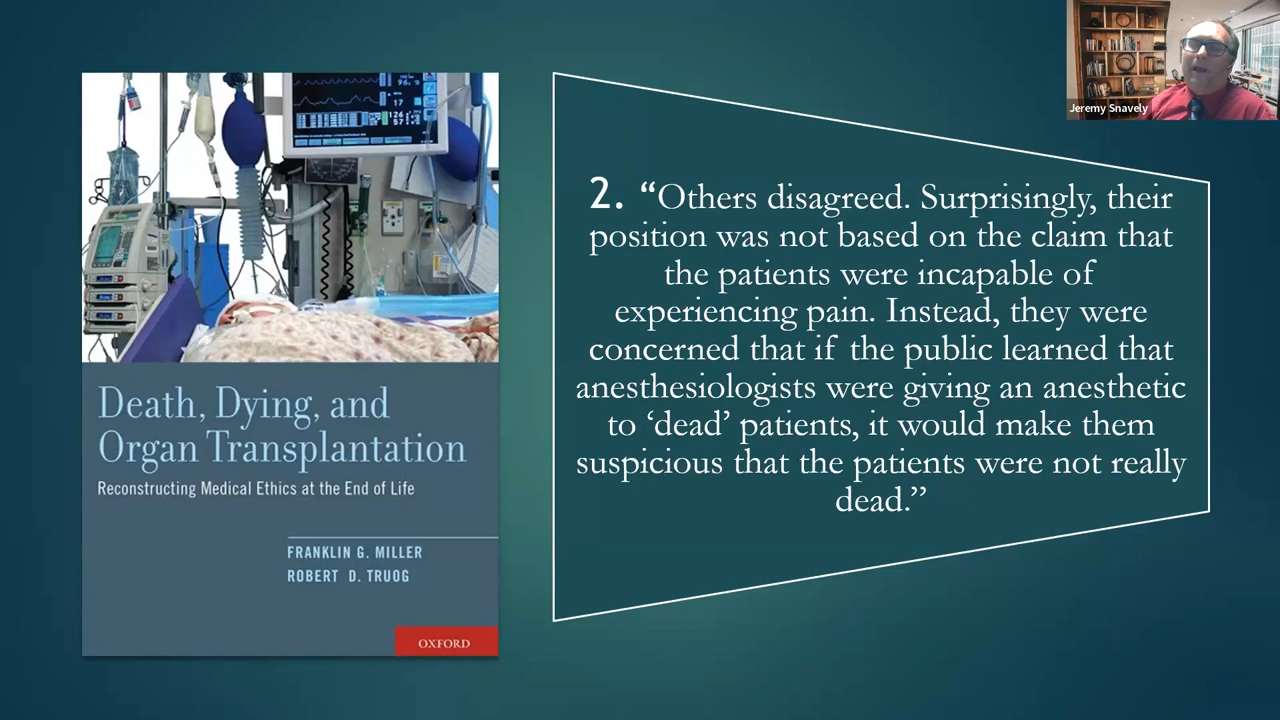 Jeremy Snavely
96%
17
Death, Dying, and
Organ Transplantation
Reconstructing Medical Ethics at the End of Life
FRANKLIN G. MILLER
ROBERT D. TRUOG
OXFORD
2. “Others disagreed. Surprisingly, their
position was not based on the claim that
the patients were incapable of
experiencing pain. Instead, they were
concerned that if the public learned that
anesthesiologists were giving an anesthetic
to ‘dead’ patients, it would make them
suspicious that the patients were not really
dead.”